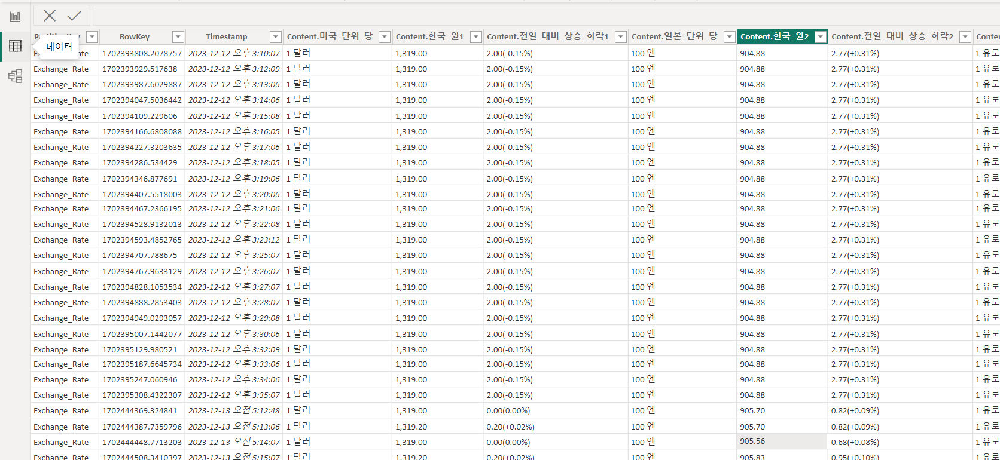 RowKey Timestamp Content.미국_단위_당 Content.한국_원1 Content.전일_대비_상승_하락1 Content.일본_단위_당 Content.한국_원2 Content.전일_대비_상승_하락2
데이터
1702393808.2078757 2023-12-12 오후 3:10:07 1 달러 1,319.00 2.00(-0.15%) 100 엔 904.88 2.77(+0.31%) 1 유로
Exchange_Rate 1702393929.517638 2023-12-12 오후 3:12:09 1 달러 1,319.00 2.00(-0.15%) 100 엔 904.88 2.77(+0.31%) 1 유로
Exchange_Rate 1702393987.6029887 2023-12-12 오후 3:13:06 1 달러 1,319.00 2.00(-0.15%) 100 엔 904.88 2.77(+0.31%) 1 유로
Exchange_Rate 1702394047.5036442 2023-12-12 오후 3:14:06 1 달러 1,319.00 2.00(-0.15%) 100 엔 904.88 2.77(+0.31%) 1 유로
Exchange_Rate 1702394109.229606 2023-12-12 오후 3:15:08 1 달러 1,319.00 2.00(-0.15%) 100 엔 904.88 2.77(+0.31%) 1 유로
Exchange_Rate 1702394166.6808088 2023-12-12 오후 3:16:05 1 달러 1,319.00 2.00(-0.15%) 100 엔 904.88 2.77(+0.31%) 1 유로
Exchange_Rate 1702394227.3203635 2023-12-12 오후 3:17:06 1 달러 1,319.00 2.00(-0.15%) 100 엔 904.88 2.77(+0.31%) 1 유로
Exchange_Rate 1702394286.534429 2023-12-12 오후 3:18:05 1 달러 1,319.00 2.00(-0.15%) 100 엔 904.88 2.77(+0.31%) 1 유로
Exchange_Rate 1702394346.877691 2023-12-12 오후 3:19:06 1 달러 1,319.00 2.00(-0.15%) 100 엔 904.88 2.77(+0.31%) 1 유로
Exchange_Rate 1702394407.5518003 2023-12-12 오후 3:20:06 1 달러 1,319.00 2.00(-0.15%) 100 엔 904.88 2.77(+0.31%) 1 유로
Exchange_Rate 1702394467.2366195 2023-12-12 오후 3:21:06 1 달러 1,319.00 2.00(-0.15%) 100 엔 904.88 2.77(+0.31%) 1 유로
Exchange_Rate 1702394528.9132013 2023-12-12 오후 3:22:08 1 달러 1,319.00 2.00(-0.15%) 100 엔 904.88 2.77(+0.31%) 1 유로
Exchange_Rate 1702394593.4852765 2023-12-12 오후 3:23:12 1 달러 1,319.00 2.00(-0.15%) 100 엔 904.88 2.77(+0.31%) 1 유로
Exchange_Rate 1702394707.788675 2023-12-12 오후 3:25:07 1 달러 1,319.00 2.00(-0.15%) 100 엔 904.88 2.77(+0.31%) 1 유로
Exchange_Rate 1702394767.9633129 2023-12-12 오후 3:26:07 1 달러 1,319.00 2.00(-0.15%) 100 엔 904.88 2.77(+0.31%) 1 유로
Exchange_Rate 1702394828.1053534 2023-12-12 오후 3:27:07 1 달러 1,319.00 2.00(-0.15%) 100 엔 904.88 2.77(+0.31%) 1 유로
Exchange_Rate 1702394888.2853403 2023-12-12 오후 3:28:07 1 달러 1,319.00 2.00(-0.15%) 100 엔 904.88 2.77(+0.31%) 1 유로
Exchange_Rate 1702394949.0293057 2023-12-12 오후 3:29:08 1 달러 1,319.00 2.00(-0.15%) 100 엔 904.88 2.77(+0.31%) 1 유로
Exchange_Rate 1702395007.1442077 2023-12-12 오후 3:30:06 1 달러 1,319.00 2.00(-0.15%) 100 엔 904.88 2.77(+0.31%) 1 유로
Exchange_Rate 1702395129.980521 2023-12-12 오후 3:32:09 1 달러 1,319.00 2.00(-0.15%) 100 엔 904.88 2.77(+0.31%) 1 유로
Exchange_Rate 1702395187.6645734 2023-12-12 오후 3:33:06 1 달러 1,319.00 2.00(-0.15%) 100 엔 904.88 2.77(+0.31%) 1 유로
Exchange_Rate 1702395247.060946 2023-12-12 오후 3:34:06 1 달러 1,319.00 2.00(-0.15%) 100 엔 904.88 2.77(+0.31%) 1 유로
Exchange_Rate 1702395308.4322307 2023-12-12 오후 3:35:07 1 달러 1,319.00 2.00(-0.15%) 100 엔 904.88 2.77(+0.31%) 1 유로
Exchange_Rate 1702444369.324841 2023-12-13 오전 5:12:48 1 달러 1,319.00 0.00(0.00%) 100 엔 905.70 0.82(+0.09%) 1 유로
Exchange_Rate 1702444387.7359796 2023-12-13 오전 5:13:06 1 달러 1,319.20 0.20(+0.02%) 100 엔 905.70 0.82(+0.09%) 1 유로
Exchange_Rate 1702444448.7713203 2023-12-13 오전 5:14:07 1 달러 1,319.00 0.00(0.00%) 100 엔 905.56 0.68(+0.08%) 1 유로
Exchange_Rate 1702444508.3410397 2023-12-13 오전 5:15:07 1 달러 1,319.20 0.20(+0.02%) 100 엔 905.83 0.95(+0.10%) 1 유로